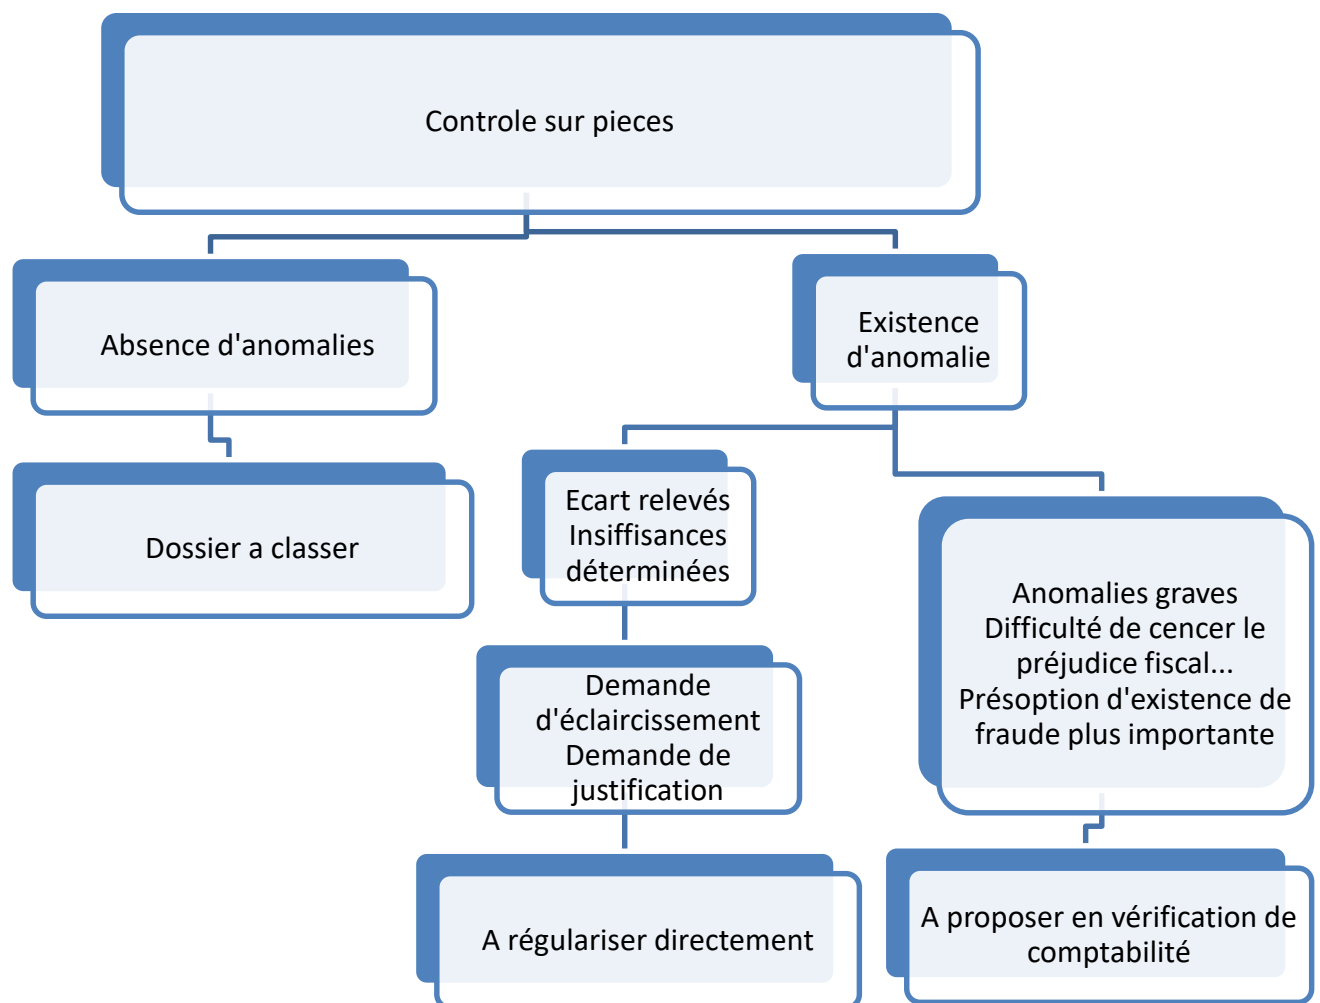 Controle sur pieces
Absence d'anomalies
Existence
d'anomalie
Dossier a classer
Ecart relevés
Insiffisances
déterminées
Anomalies graves
Difficulté de cencer le
préjudice fiscal...
Présoption d'existence de
fraude plus importante
Demande
d'éclaircissement
Demande de
justification
A régulariser directement
A proposer en vérification de
comptabilité